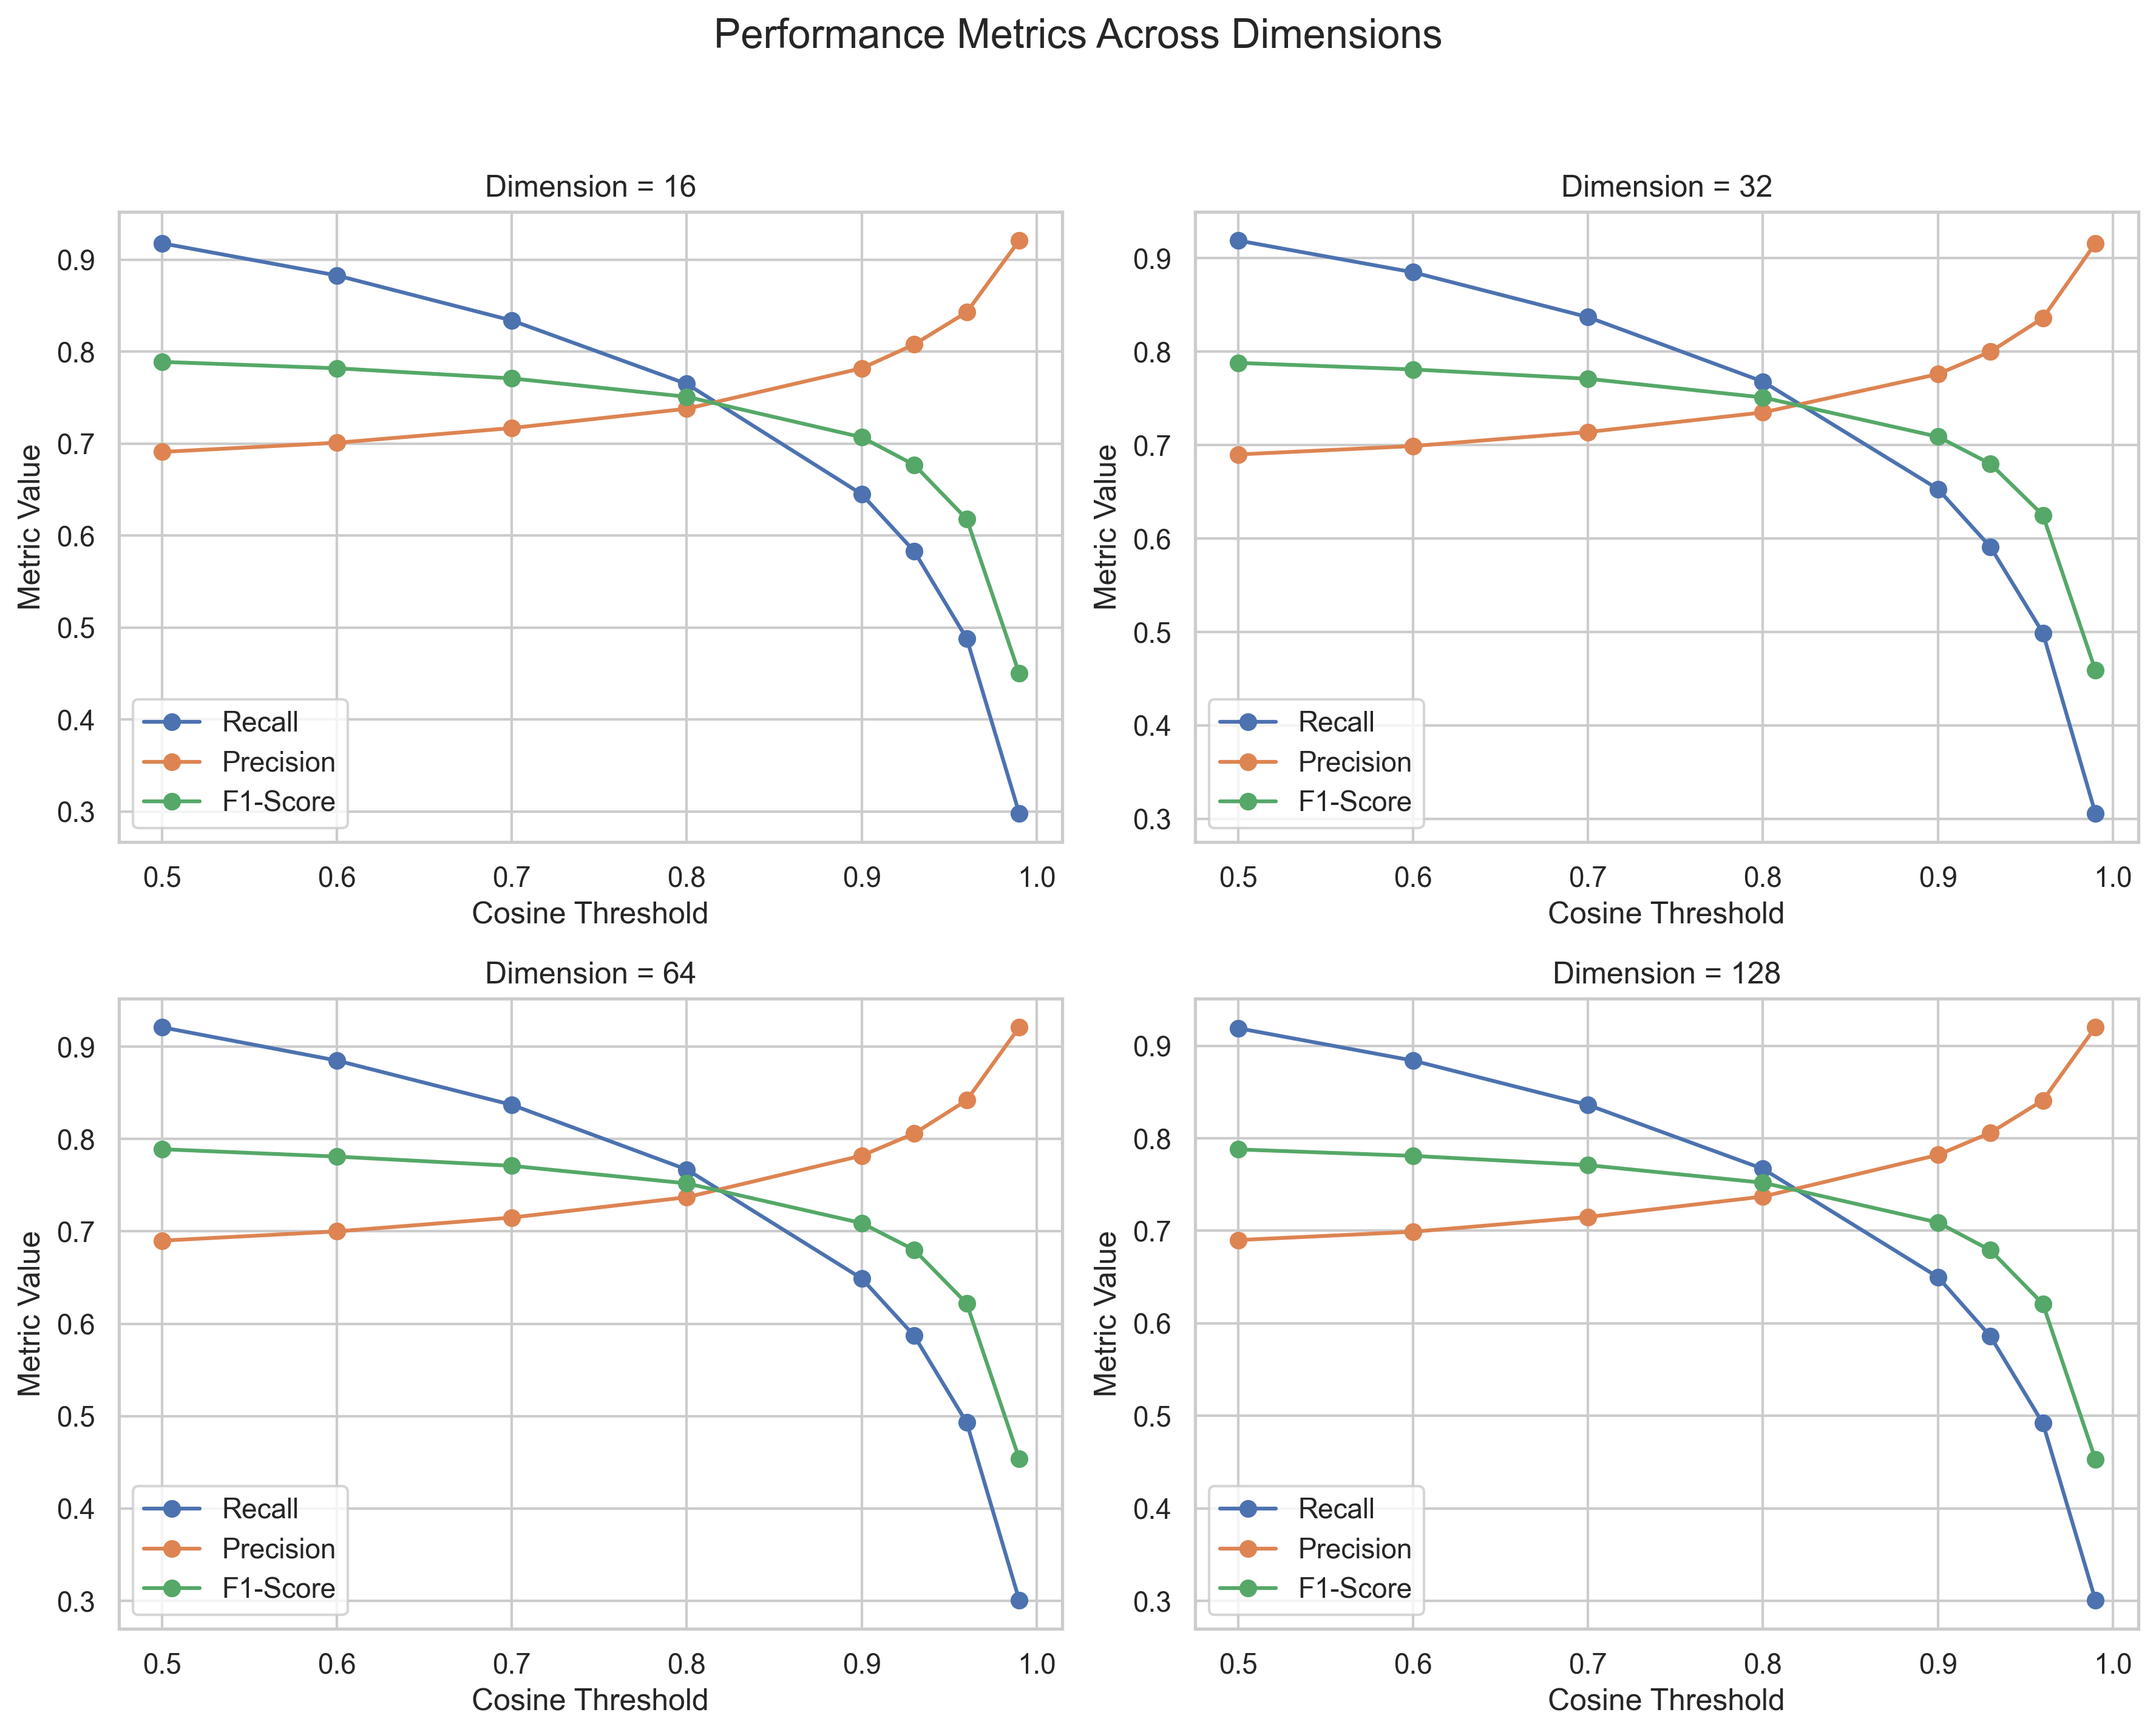 Performance Metrics Across Dimensions
Dimension = 16
Metric Value
0.9
0.8
0.7
0.6
0.5
0.4
0.3
Recall
Precision
F1-Score
0.5 0.6 0.7 0.8 0.9 1.0
Cosine Threshold
Dimension = 32
Metric Value
0.9
0.8
0.7
0.6
0.5
0.4
0.3
Recall
Precision
F1-Score
0.5 0.6 0.7 0.8 0.9 1.0
Cosine Threshold
Dimension = 64
Metric Value
0.9
0.8
0.7
0.6
0.5
0.4
0.3
Recall
Precision
F1-Score
0.5 0.6 0.7 0.8 0.9 1.0
Cosine Threshold
Dimension = 128
Metric Value
0.9
0.8
0.7
0.6
0.5
0.4
0.3
Recall
Precision
F1-Score
0.5 0.6 0.7 0.8 0.9 1.0
Cosine Threshold